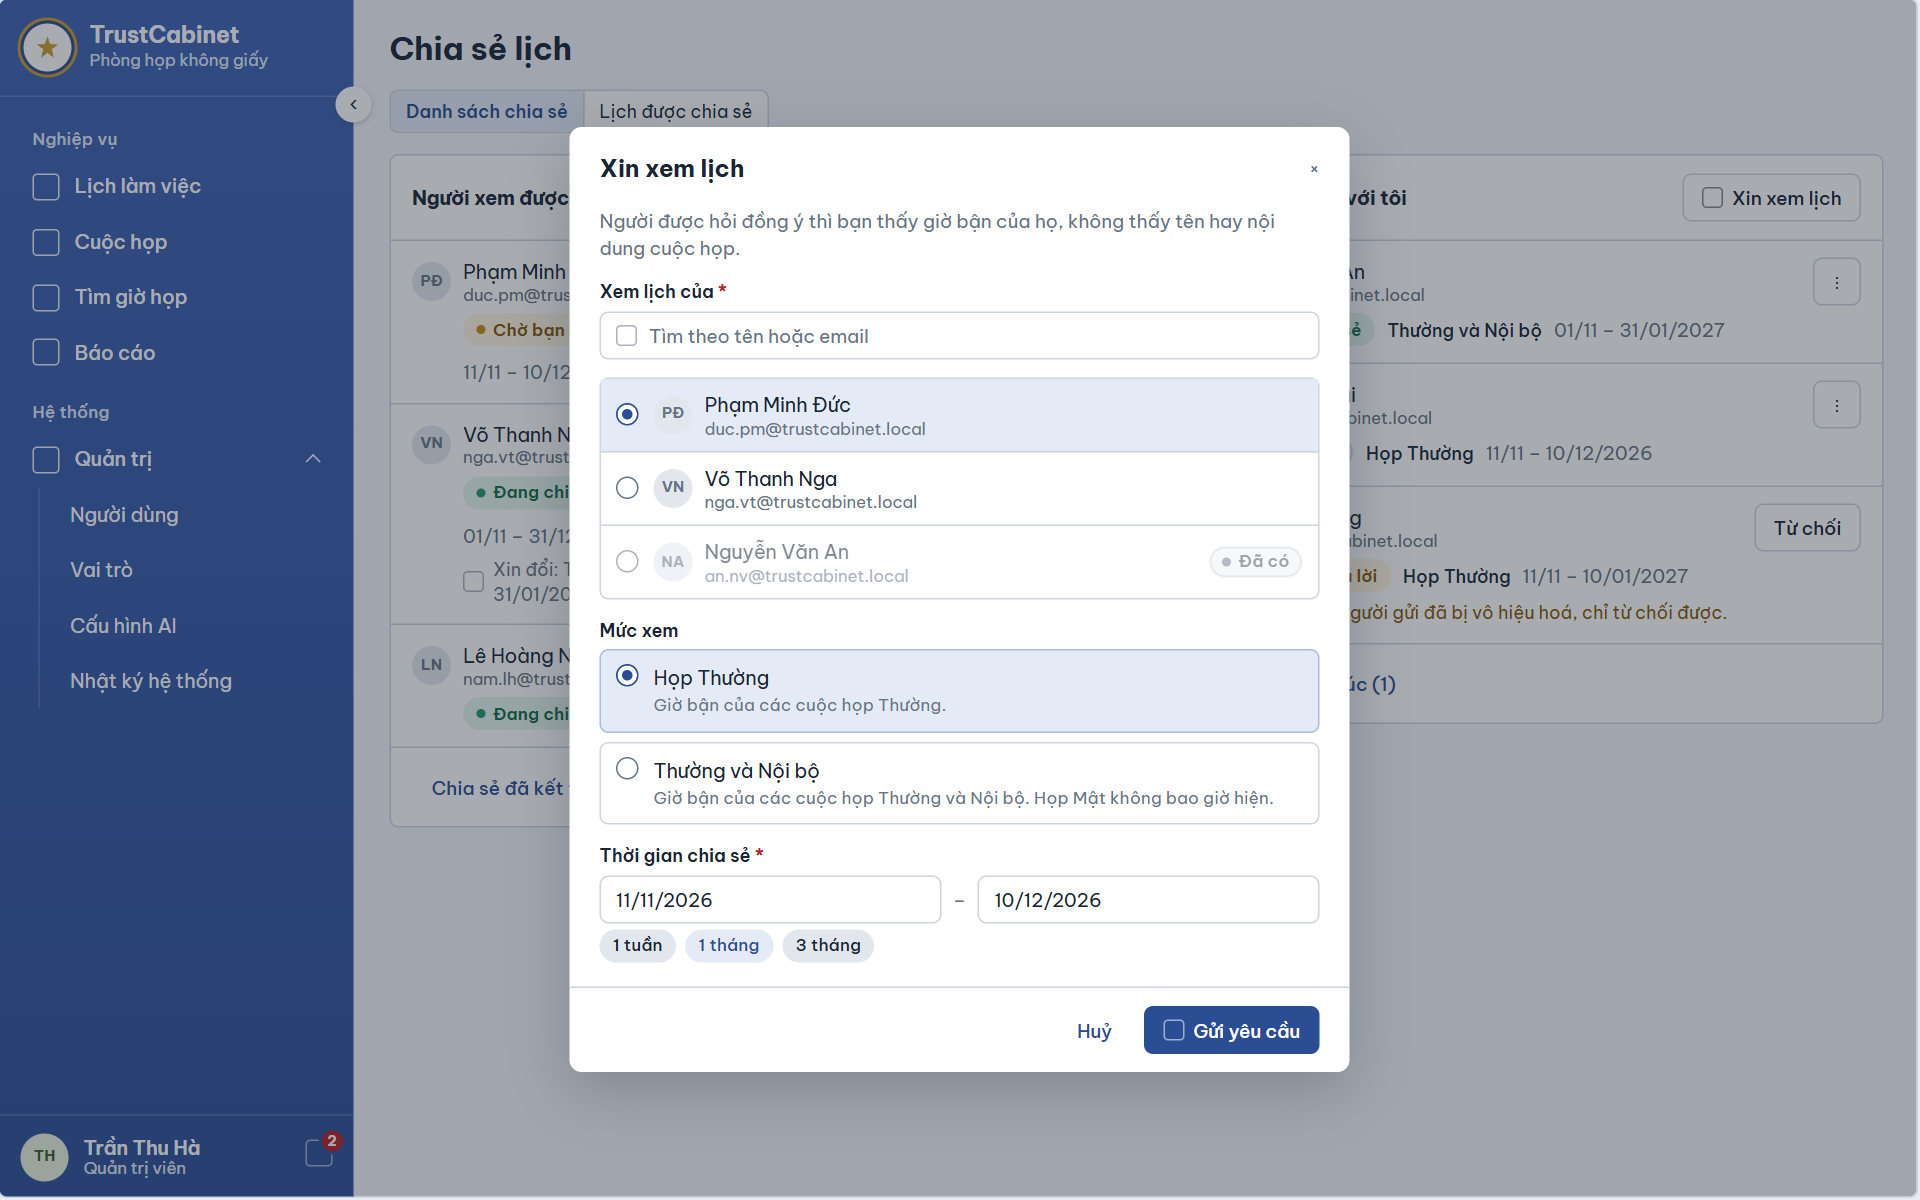 TrustCabinet
Phòng họp không giấy
Nghiệp vụ
Lịch làm việc
Cuộc họp
Tìm giờ họp
Báo cáo
Hệ thống
Quản trị
Người dùng
Vai trò
Cấu hình AI
Nhật ký hệ thống
TH
Trần Thu Hà
Quản trị viên
2
Chia sẻ lịch
Danh sách chia sẻ
Lịch được chia sẻ
Người xem được
PĐ
Phạm Minh
duc.pm@trus
Chờ bạn
11/11 – 10/12
VN
Võ Thanh N
nga.vt@trust
Đang chi
01/11 – 31/12
Xin đổi: T
31/01/20
LN
Lê Hoàng N
nam.lh@trust
Đang chi
Chia sẻ đã kết
Xin xem lịch
×
Người được hỏi đồng ý thì bạn thấy giờ bận của họ, không thấy tên hay nội
dung cuộc họp.
Xem lịch của *
Tìm theo tên hoặc email
PĐ
Phạm Minh Đức
duc.pm@trustcabinet.local
VN
Võ Thanh Nga
nga.vt@trustcabinet.local
NA
Nguyễn Văn An
an.nv@trustcabinet.local
Đã có
Mức xem
Họp Thường
Giờ bận của các cuộc họp Thường.
Thường và Nội bộ
Giờ bận của các cuộc họp Thường và Nội bộ. Họp Mật không bao giờ hiện.
Thời gian chia sẻ *
11/11/2026
–
10/12/2026
1 tuần
1 tháng
3 tháng
Huỷ
Gửi yêu cầu
với tôi
Xin xem lịch
An
inet.local
ẻ
Thường và Nội bộ 01/11 – 31/01/2027
i
binet.local
Họp Thường 11/11 – 10/12/2026
g
abinet.local
Từ chối
lời
Họp Thường 11/11 – 10/01/2027
gười gửi đã bị vô hiệu hoá, chỉ từ chối được.
úc (1)